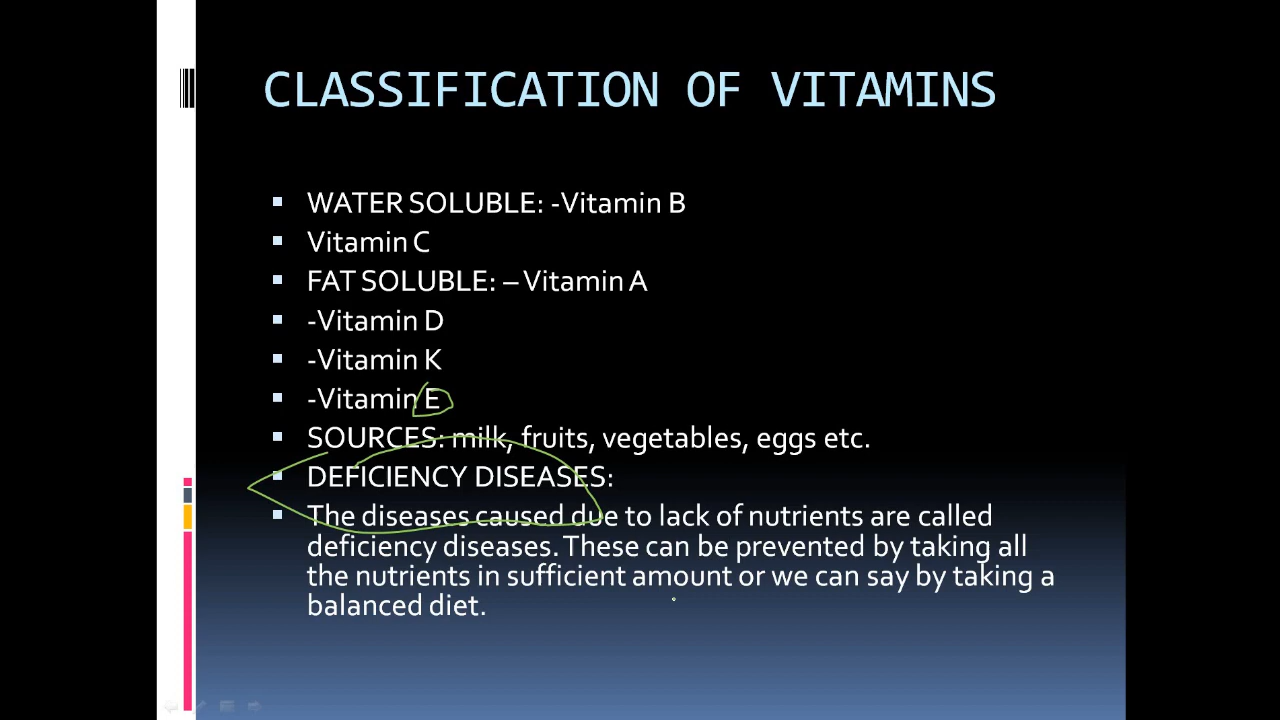 CLASSIFICATION OF VITAMINS
WATER SOLUBLE: -Vitamin B
Vitamin C
FAT SOLUBLE: – Vitamin A
-Vitamin D
-Vitamin K
-Vitamin E
SOURCES: milk, fruits, vegetables, eggs etc.
DEFICIENCY DISEASES:
The diseases caused due to lack of nutrients are called
deficiency diseases. These can be prevented by taking all
the nutrients in sufficient amount or we can say by taking a
balanced diet.